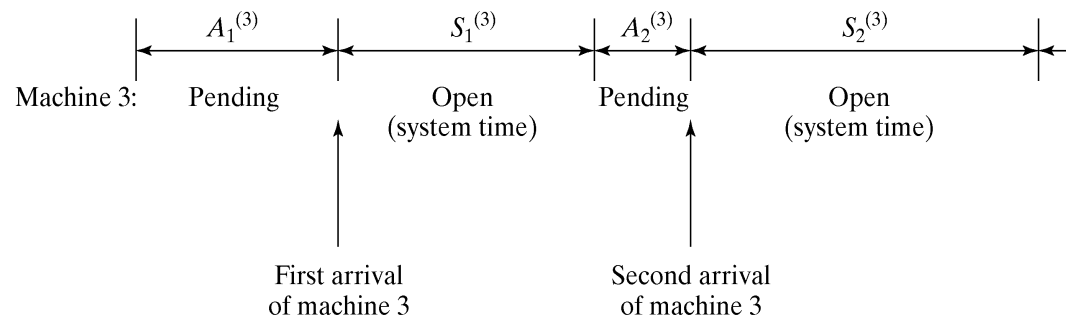 A₁⁽³⁾ S₁⁽³⁾ A₂⁽³⁾ S₂⁽³⁾
Machine 3: Pending Open Pending Open
(system time) (system time)
First arrival Second arrival
of machine 3 of machine 3